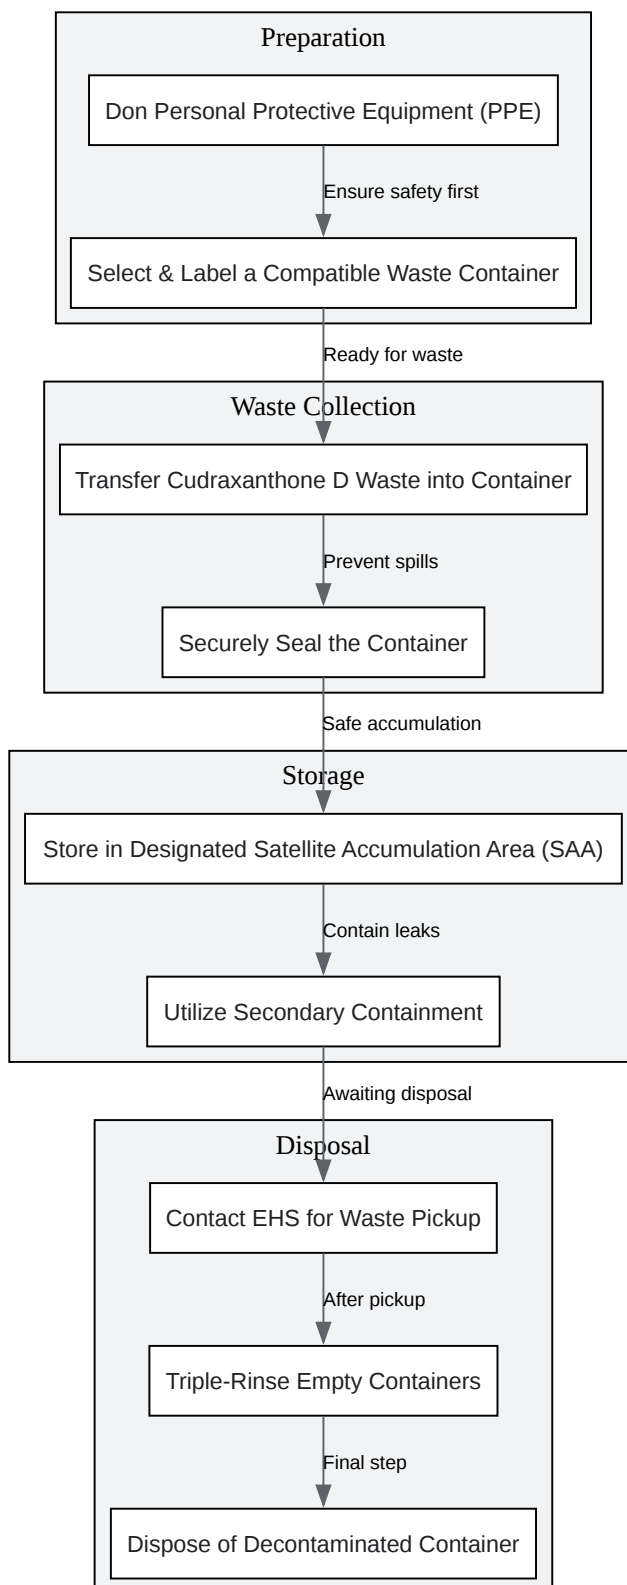 Preparation
Don Personal Protective Equipment (PPE)
Ensure safety first
Select & Label a Compatible Waste Container
Ready for waste
Waste Collection
Transfer Cudraxanthone D Waste into Container
Prevent spills
Securely Seal the Container
Safe accumulation
Storage
Store in Designated Satellite Accumulation Area (SAA)
Contain leaks
Utilize Secondary Containment
Awaiting disposal
Disposal
Contact EHS for Waste Pickup
After pickup
Triple-Rinse Empty Containers
Final step
Dispose of Decontaminated Container